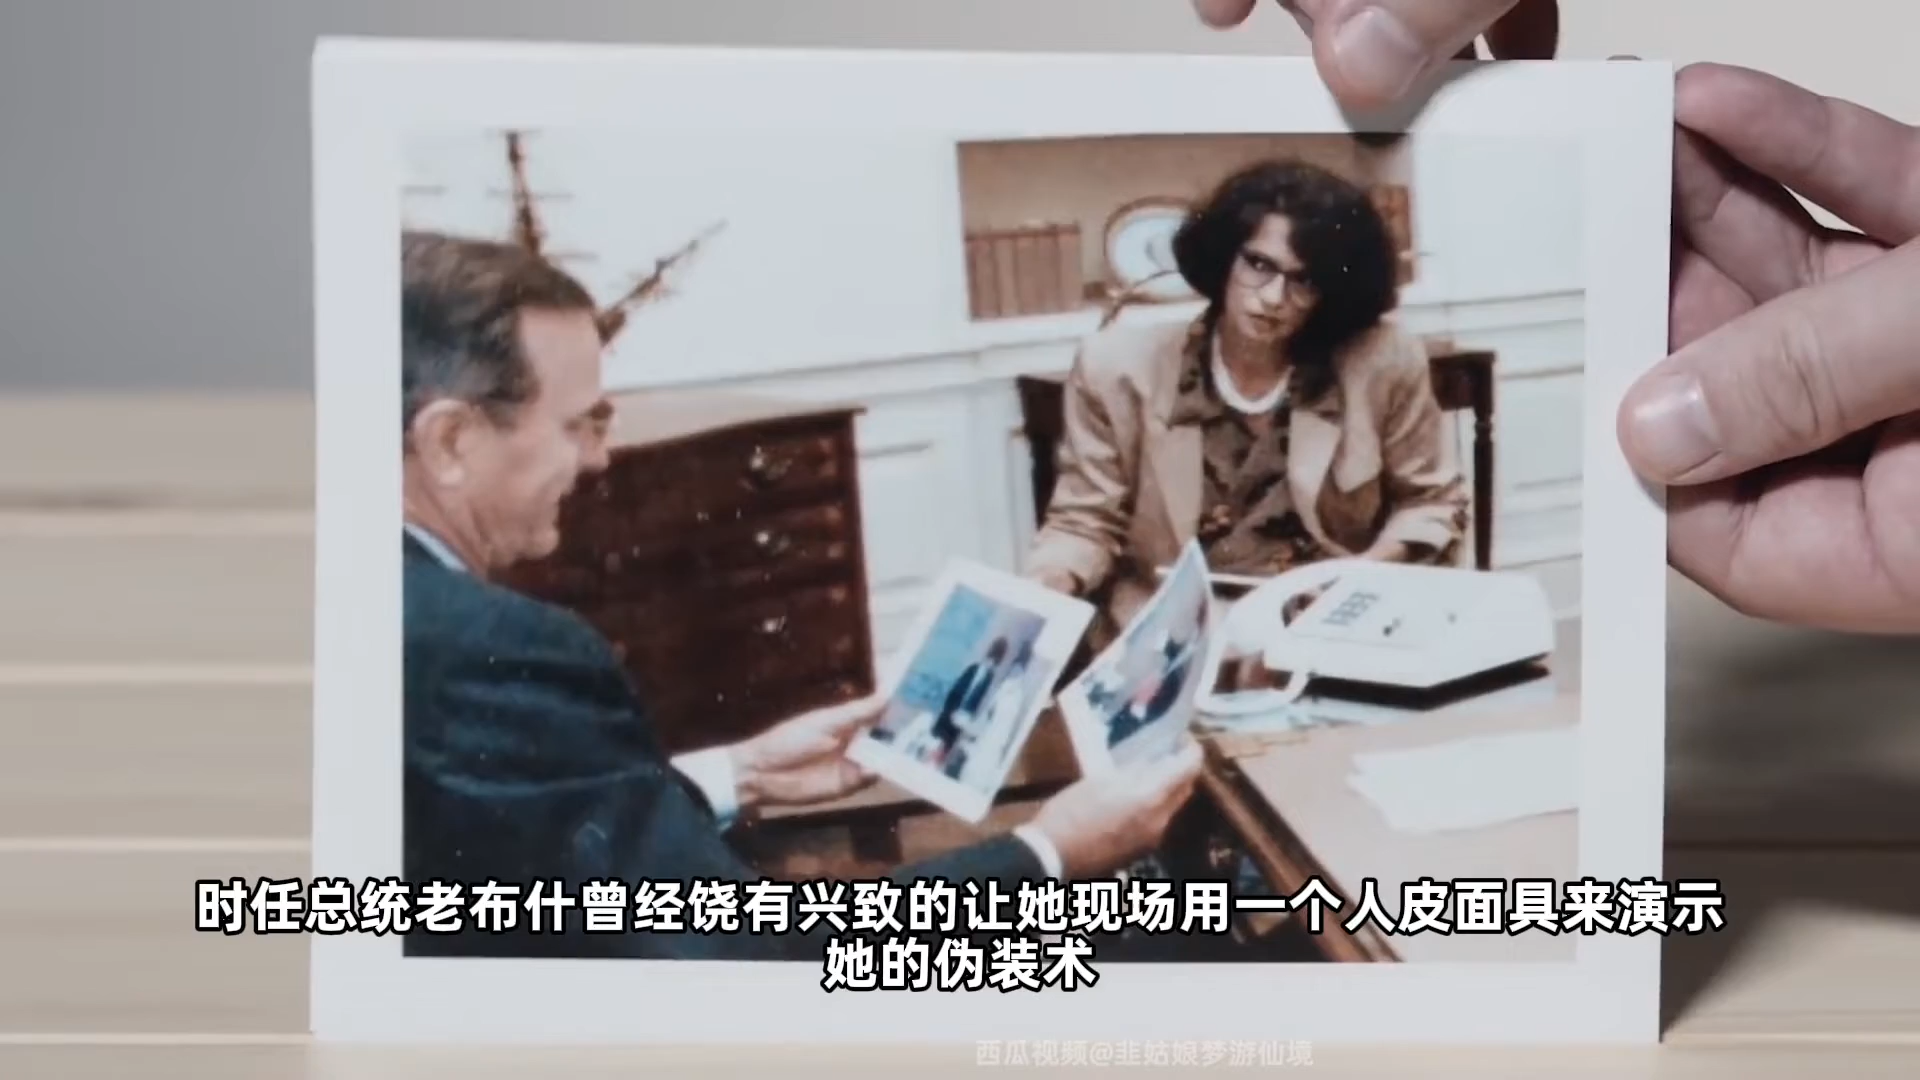 时任总统老布什曾经饶有兴致的让她现场用一个人皮面具来演示
她的伪装术
西瓜视频@韭姑娘梦游仙境